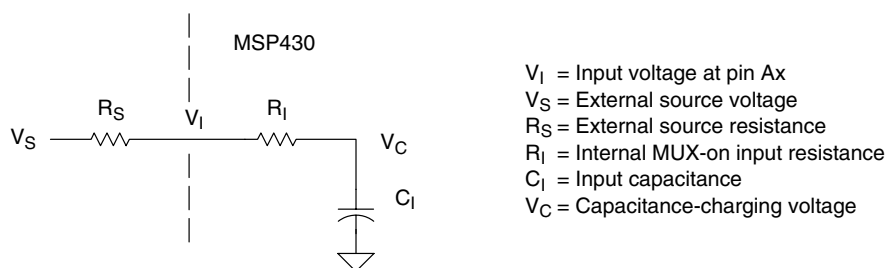 MSP430
R_S
V_I
R_I
V_S
V_C
C_I
V_I = Input voltage at pin Ax
V_S = External source voltage
R_S = External source resistance
R_I = Internal MUX-on input resistance
C_I = Input capacitance
V_C = Capacitance-charging voltage